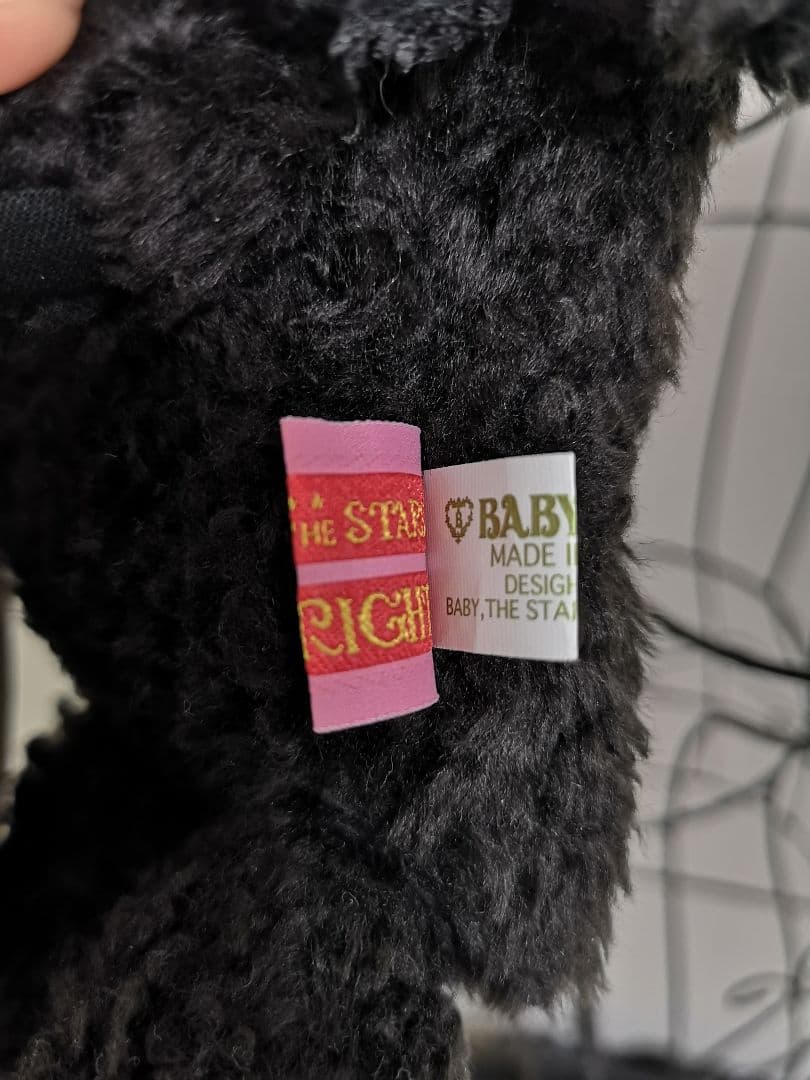 THE STAR
RIGHT
BABY
MADE I
DESIGN
BABY,THE STA